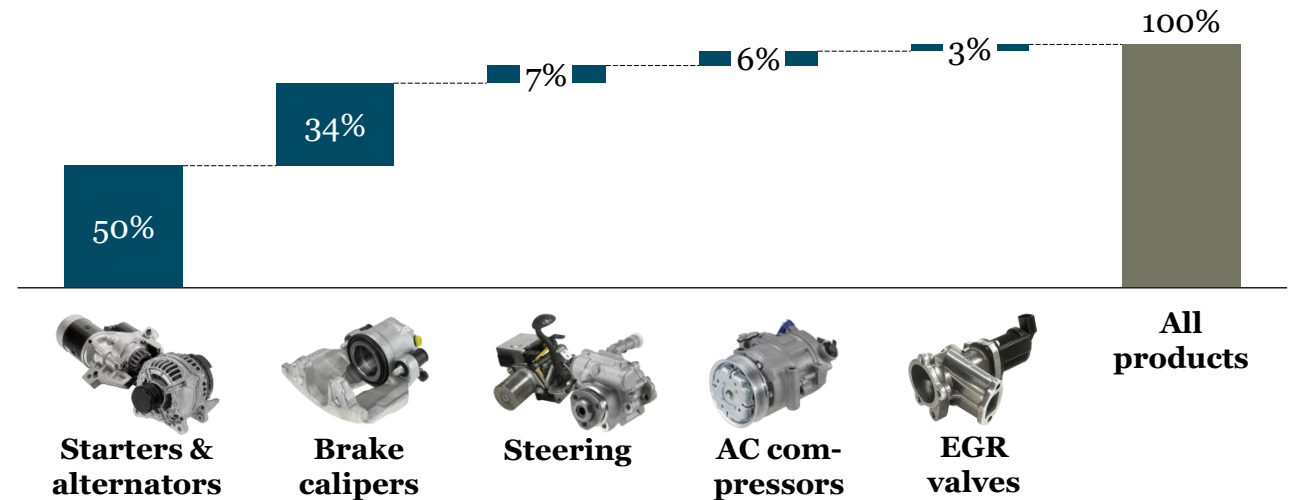 100%
3%
6%
7%
34%
50%
Starters &
alternators
Brake
calipers
Steering
AC com-
pressors
EGR
valves
All
products